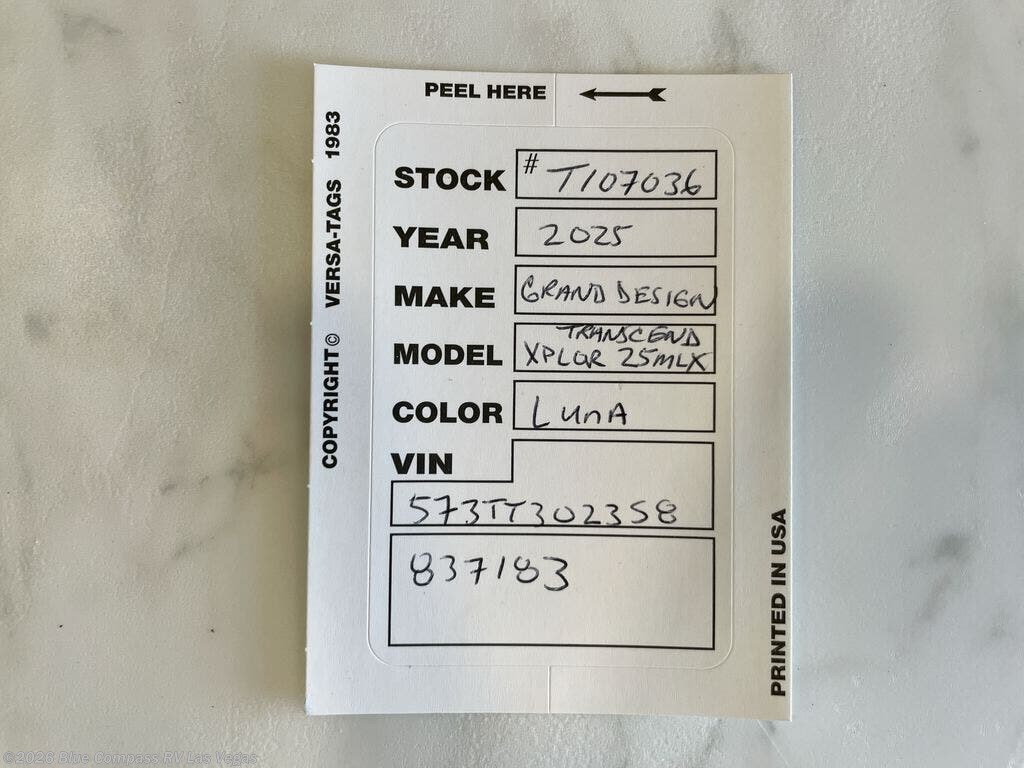 PEEL HERE
COPYRIGHT© VERSA-TAGS 1983
STOCK # T107036
YEAR 2025
MAKE GRAND DESIGN
MODEL TRANSCEND
XPLOR 25MLX
COLOR LUnA
VIN
573TT302358
837183
PRINTED IN USA
©2026 Blue Compass RV Las Vegas